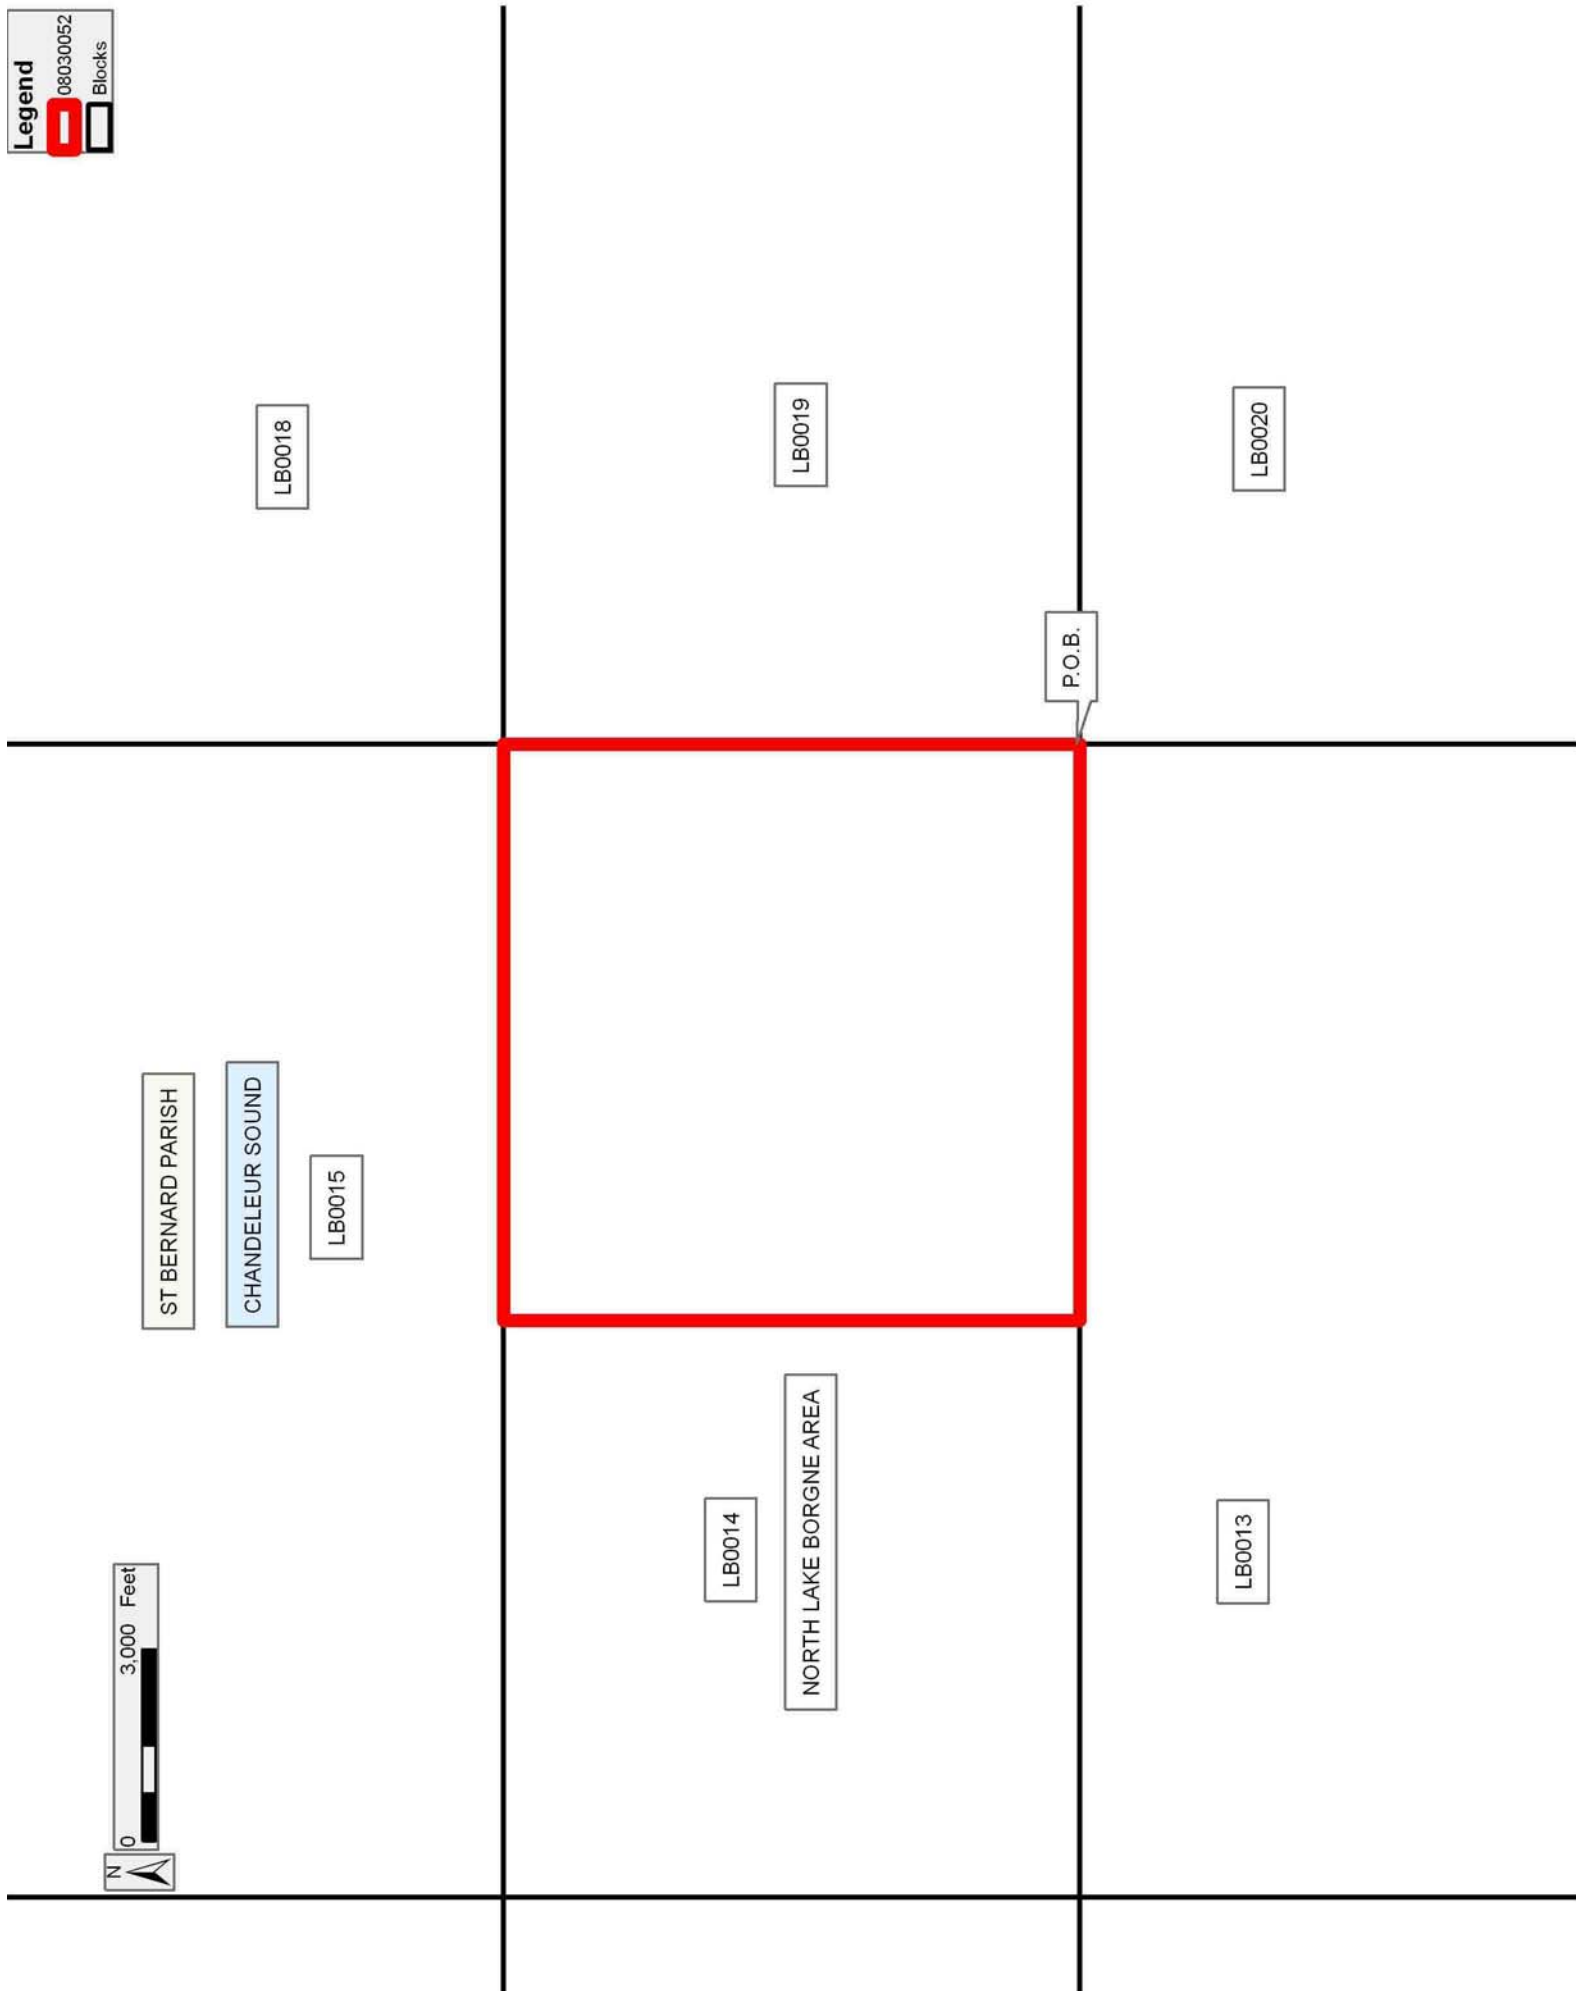 Legend
08030052
Blocks
N
0 3,000 Feet
ST BERNARD PARISH
CHANDELEUR SOUND
LB0015
LB0018
LB0014
NORTH LAKE BORGNE AREA
LB0019
P.O.B.
LB0013
LB0020